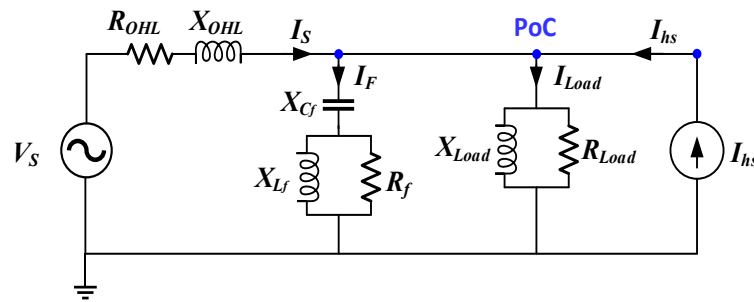 R_OHL X_OHL I_S PoC I_hs
I_F I_Load
X_Cf
V_S X_Lf R_f X_Load R_Load I_hs